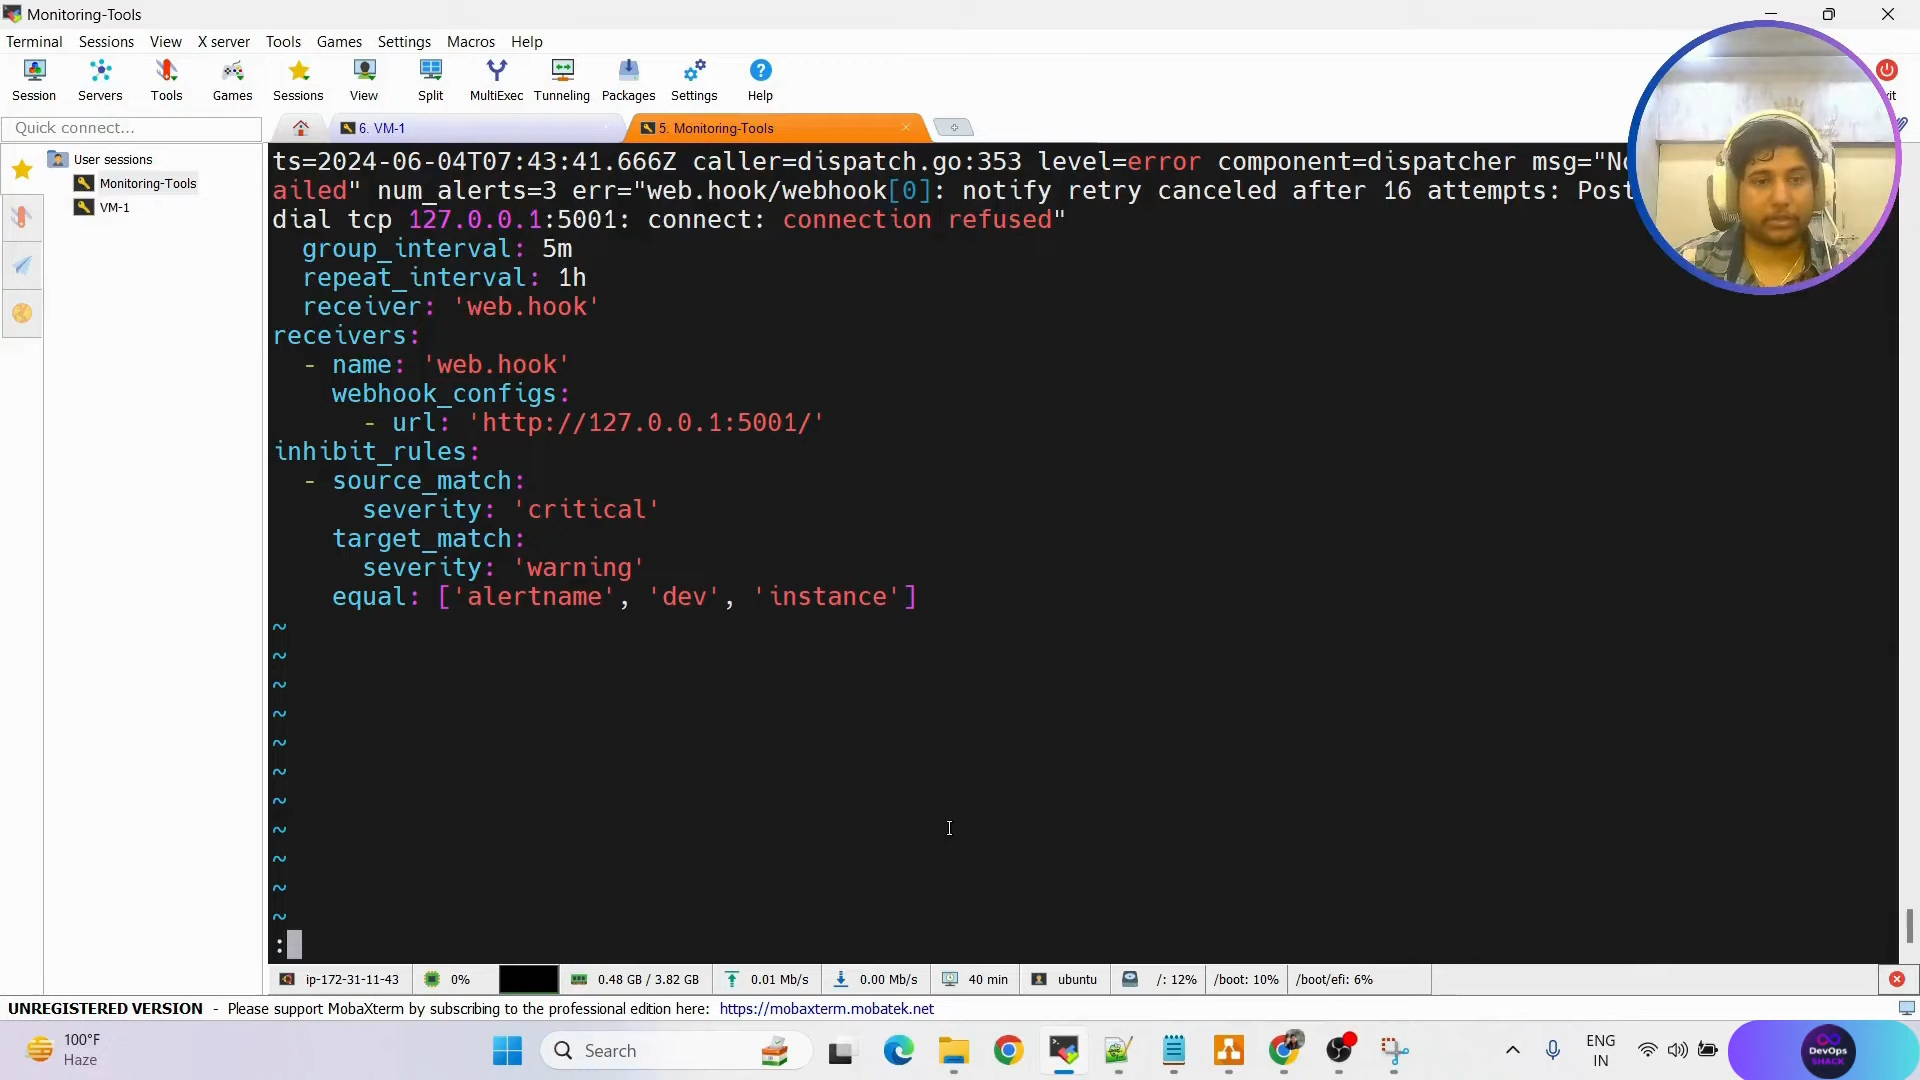 Monitoring-Tools
Terminal Sessions View X server Tools Games Settings Macros Help
Session Servers Tools Games Sessions View Split MultiExec Tunneling Packages Settings Help
Quick connect...
6. VM-1
5. Monitoring-Tools
User sessions
Monitoring-Tools
VM-1
ts=2024-06-04T07:43:41.666Z caller=dispatch.go:353 level=error component=dispatcher msg="
ailed" num_alerts=3 err="web.hook/webhook[0]: notify retry canceled after 16 attempts: Post
dial tcp 127.0.0.1:5001: connect: connection refused"
group_interval: 5m
repeat_interval: 1h
receiver: 'web.hook'
receivers:
- name: 'web.hook'
webhook_configs:
- url: 'http://127.0.0.1:5001/'
inhibit_rules:
- source_match:
severity: 'critical'
target_match:
severity: 'warning'
equal: ['alertname', 'dev', 'instance']
~
~
~
~
~
~
~
~
~
~
~
:
ip-172-31-11-43 0% 0.48 GB / 3.82 GB 0.01 Mb/s 0.00 Mb/s 40 min ubuntu /: 12% /boot: 10% /boot/efi: 6%
UNREGISTERED VERSION - Please support MobaXterm by subscribing to the professional edition here: https://mobaxterm.mobatek.net
100°F
Haze
Search
ENG
IN
DevOps
SHACK